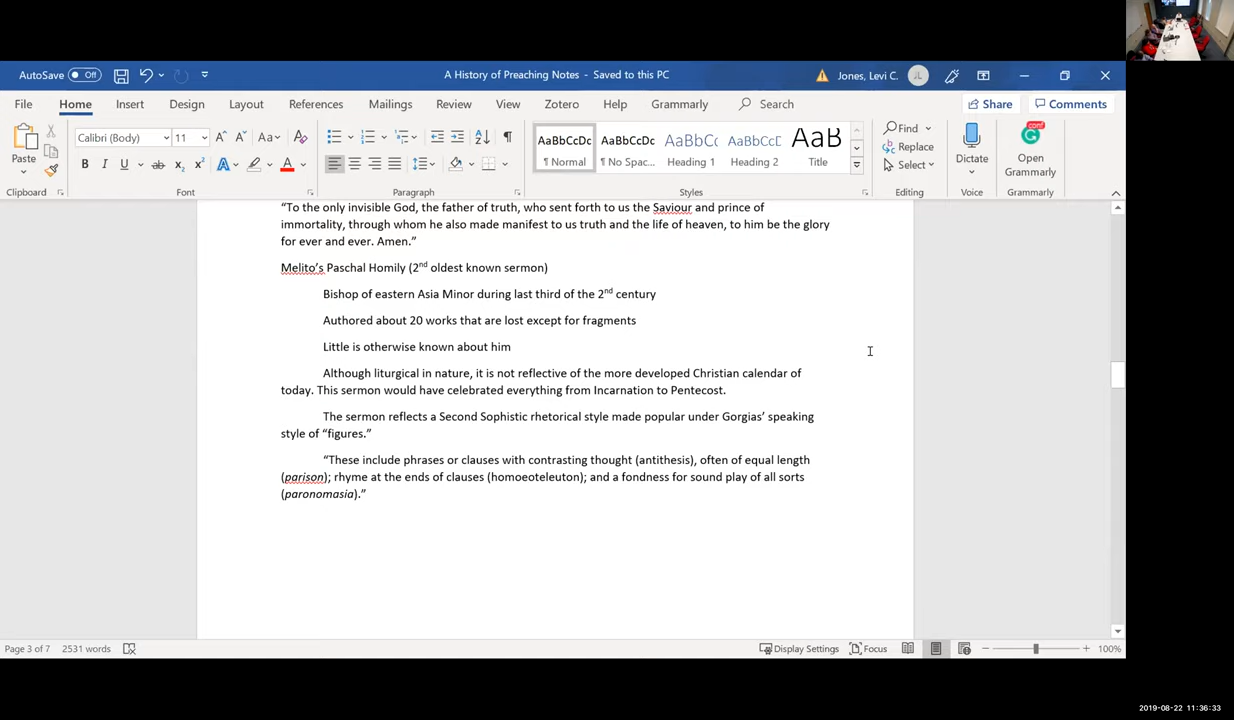 AutoSave Off A History of Preaching Notes - Saved to this PC Jones, Levi C. JL
File Home Insert Design Layout References Mailings Review View Zotero Help Grammarly Search Share Comments
Paste
Clipboard
Calibri (Body) 11 A^ Aˇ Aa A
B I U ab x₂ x² A A
Font
Paragraph
AaBbCcDc AaBbCcDc AaBbCc AaBbCcD AaB
¶ Normal ¶ No Spac... Heading 1 Heading 2 Title
Styles
Find
Replace
Select
Editing
Dictate
Voice
conf
Open
Grammarly
Grammarly
“To the only invisible God, the father of truth, who sent forth to us the Saviour and prince of
immortality, through whom he also made manifest to us truth and the life of heaven, to him be the glory
for ever and ever. Amen.”
Melito’s Paschal Homily (2nd oldest known sermon)
Bishop of eastern Asia Minor during last third of the 2nd century
Authored about 20 works that are lost except for fragments
Little is otherwise known about him
Although liturgical in nature, it is not reflective of the more developed Christian calendar of
today. This sermon would have celebrated everything from Incarnation to Pentecost.
The sermon reflects a Second Sophistic rhetorical style made popular under Gorgias’ speaking
style of “figures.”
“These include phrases or clauses with contrasting thought (antithesis), often of equal length
(parison); rhyme at the ends of clauses (homoeoteleuton); and a fondness for sound play of all sorts
(paronomasia).”
Page 3 of 7 2531 words Display Settings Focus 100%
2019-08-22 11:36:33